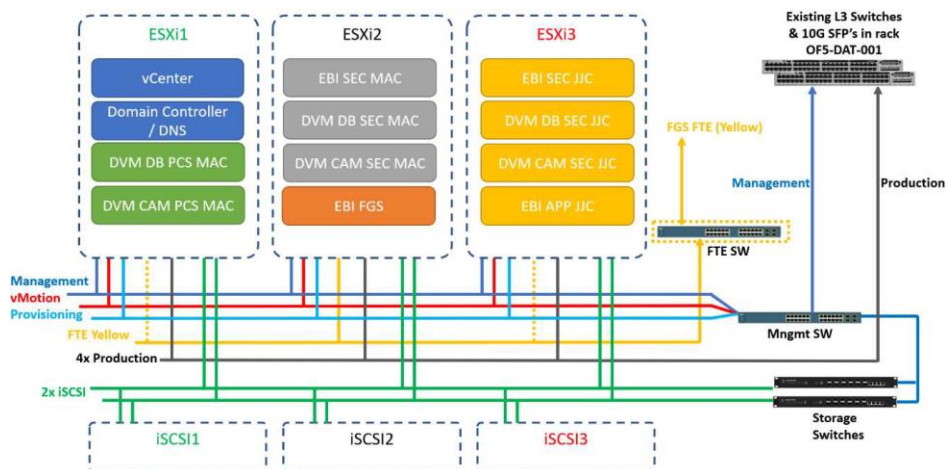 ESXi1
vCenter
Domain Controller
/ DNS
DVM DB PCS MAC
DVM CAM PCS MAC
ESXi2
EBI SEC MAC
DVM DB SEC MAC
DVM CAM SEC MAC
EBI FGS
ESXi3
EBI SEC JJC
DVM DB SEC JJC
DVM CAM SEC JJC
EBI APP JJC
Existing L3 Switches
& 10G SFP's in rack
OF5-DAT-001
FGS FTE (Yellow)
Management
Production
FTE SW
Management
vMotion
Provisioning
FTE Yellow
4x Production
Mngmt SW
2x iSCSI
Storage
Switches
iSCSI1
iSCSI2
iSCSI3